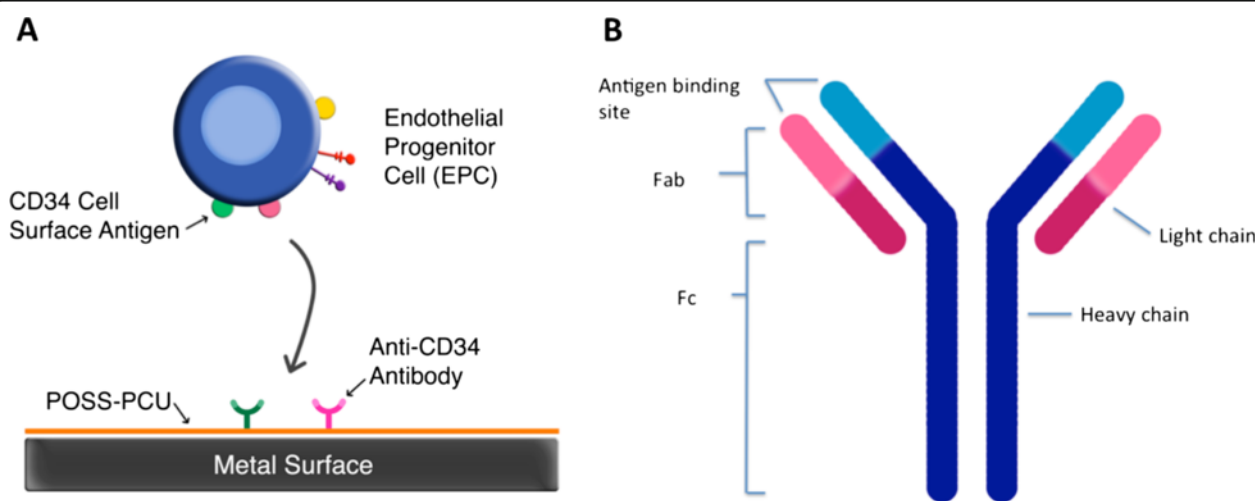 A
Endothelial
Progenitor
Cell (EPC)
CD34 Cell
Surface Antigen
Anti-CD34
Antibody
POSS-PCU
Metal Surface
B
Antigen binding
site
Fab
Fc
Light chain
Heavy chain